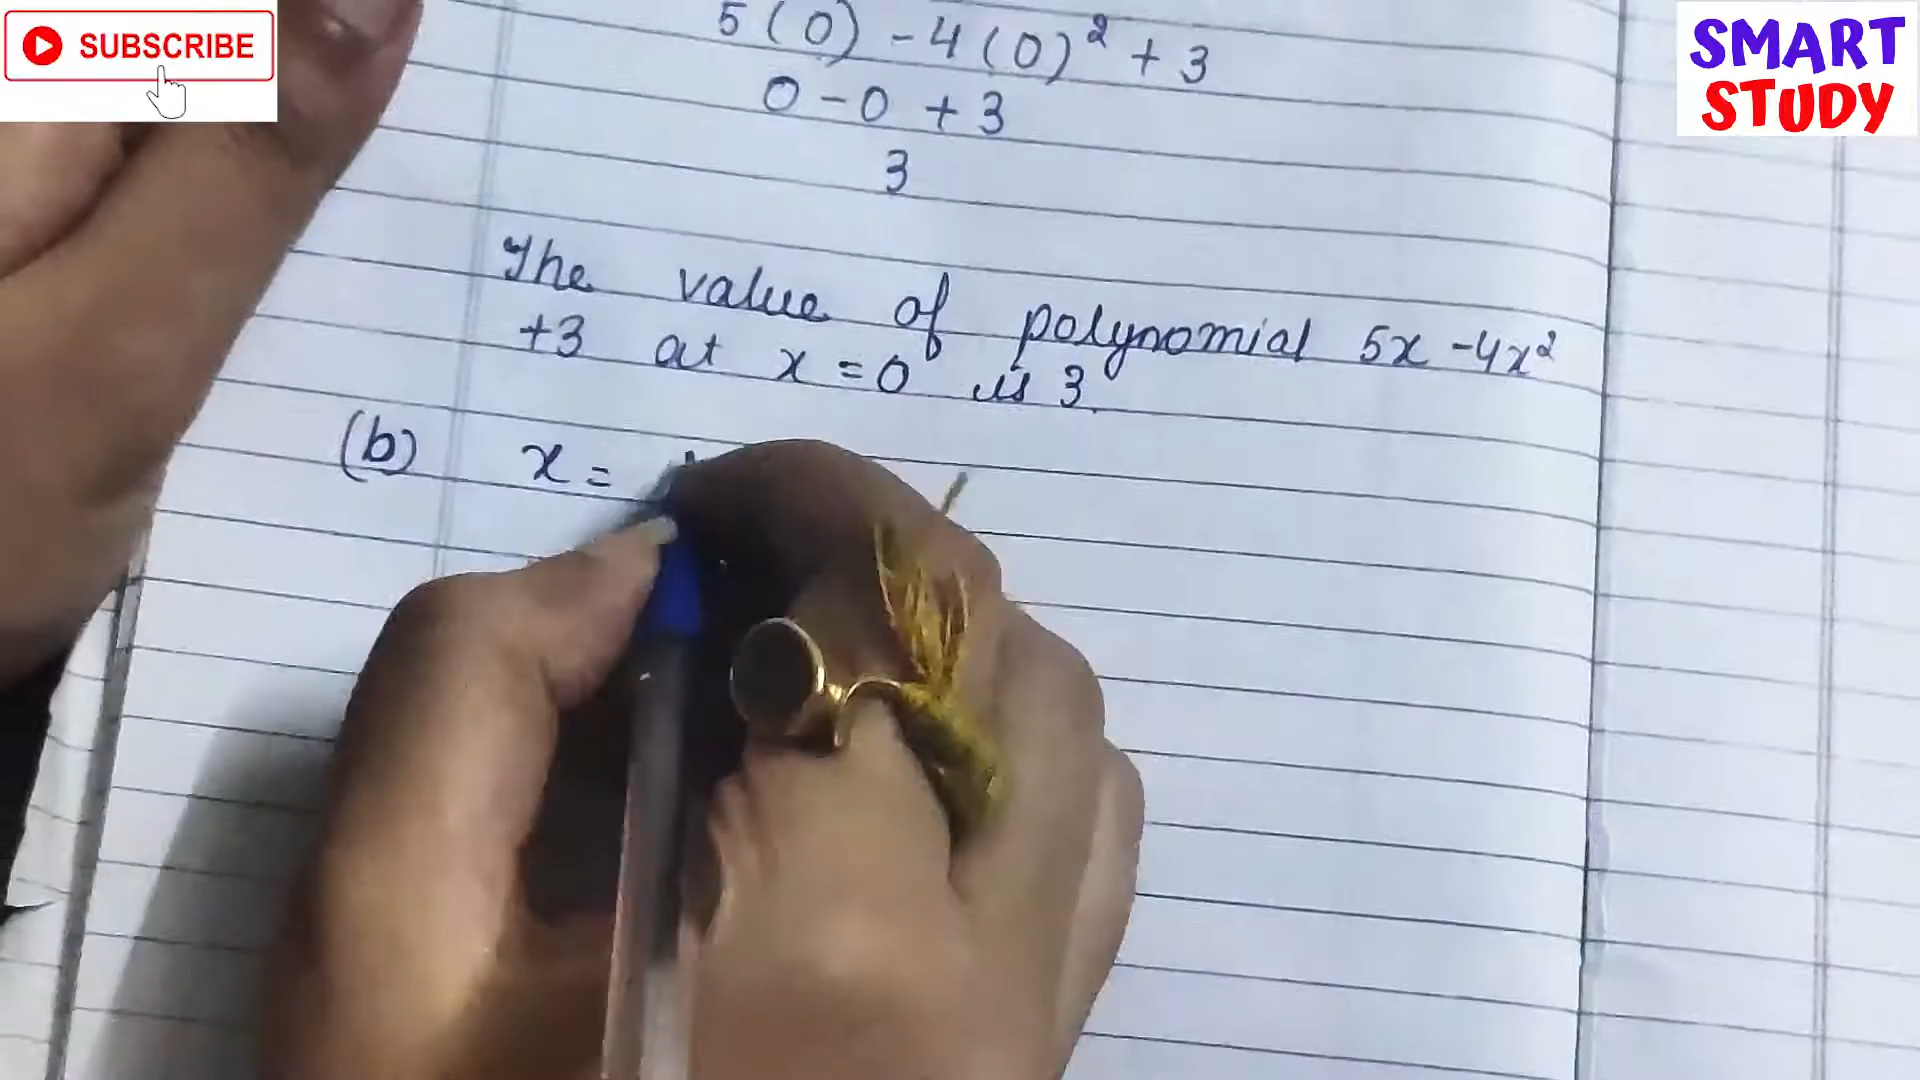 SUBSCRIBE
SMART
STUDY
5(0) - 4(0)² + 3
0 - 0 + 3
3
The value of polynomial 5x - 4x²
+3 at x = 0 is 3.
(b) x =